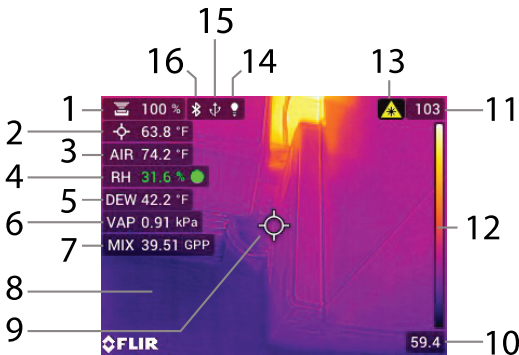 15
16 14
13
1 100 % 103 11
2 63.8 °F
3 AIR 74.2 °F
4 RH 31.6 %
5 DEW 42.2 °F
6 VAP 0.91 kPa
7 MIX 39.51 GPP
12
8
9
FLIR 59.4 10